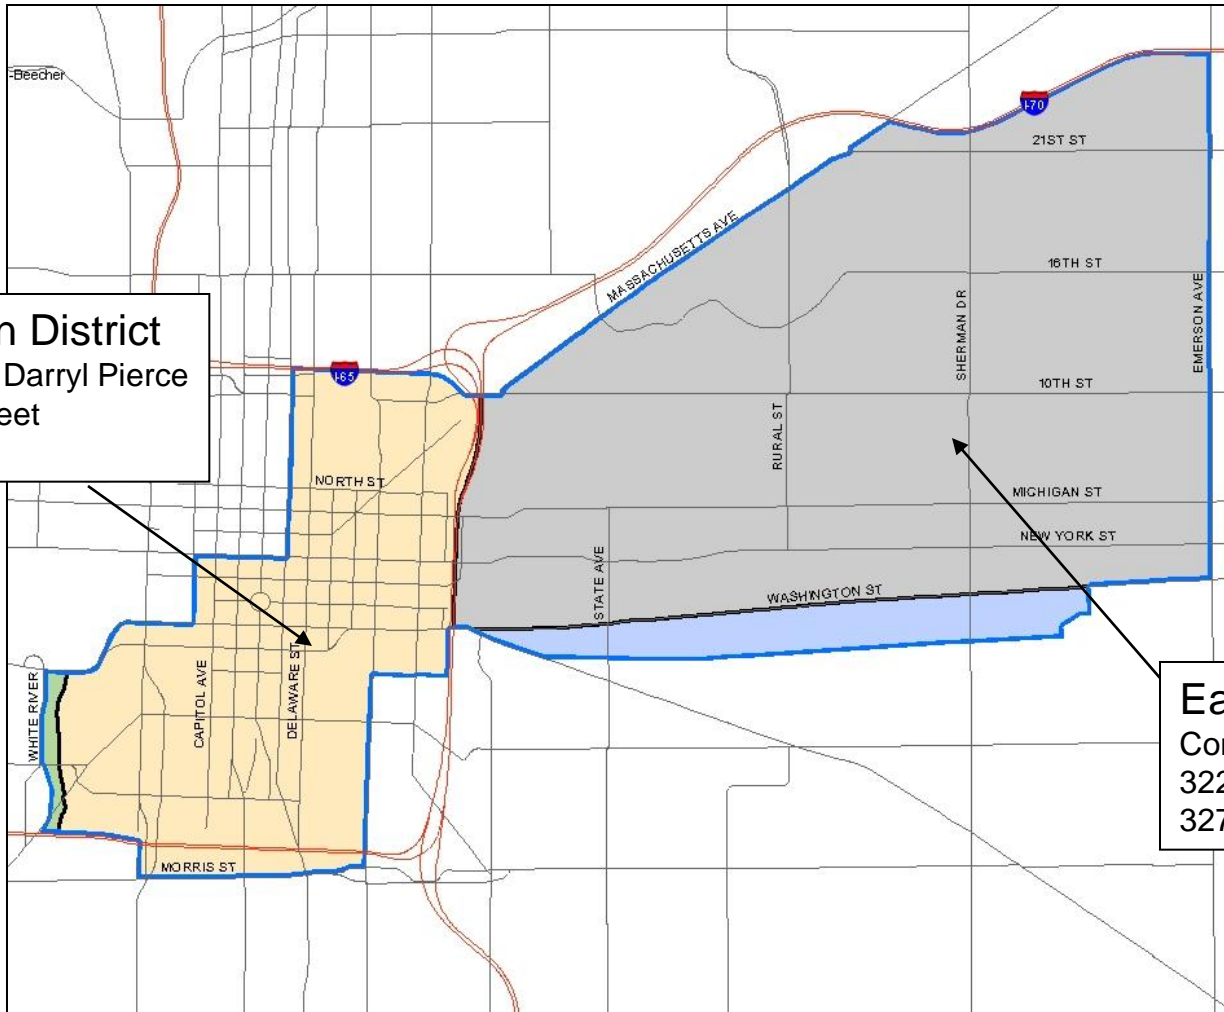 -Beecher
I-70
21ST ST
MASSACHUSETTS AVE
16TH ST
EMERSON AVE
SHERMAN DR
n District
Darryl Pierce
eet
I-65
10TH ST
RURAL ST
NORTH ST
MICHIGAN ST
NEW YORK ST
STATE AVE
WASHINGTON ST
WHITE RIVER
CAPITOL AVE
DELAWARE ST
Ea
Cor
322
327
MORRIS ST